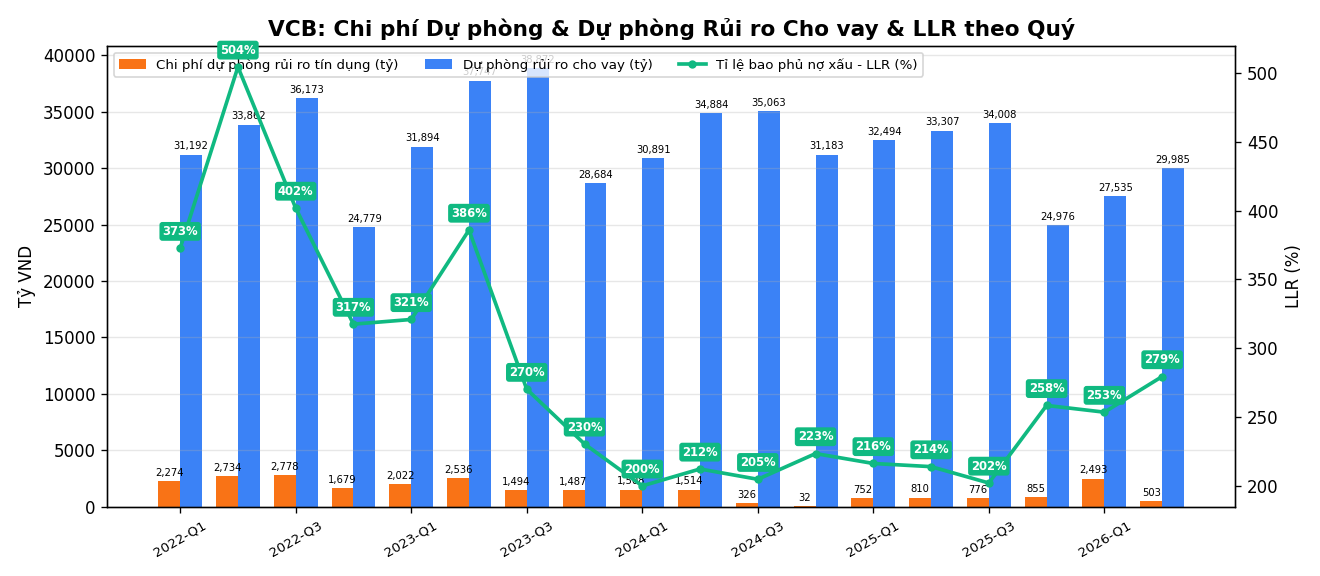 VCB: Chi phí Dự phòng & Dự phòng Rủi ro Cho vay & LLR theo Quý
Chi phí dự phòng rủi ro tín dụng (tỷ) Dự phòng rủi ro cho vay (tỷ) Tỉ lệ bao phủ nợ xấu - LLR (%)
Tỷ VND
40000
35000
30000
25000
20000
15000
10000
5000
0
LLR (%)
500
450
400
350
300
250
200
31,192 33,862 36,173 24,779 31,894 28,684 30,891 34,884 35,063 31,183 32,494 33,307 34,008 24,976 27,535 29,985
373% 504% 402% 317% 321% 386% 270% 230% 200% 212% 205% 223% 216% 214% 202% 258% 253% 279%
2,274 2,734 2,778 1,679 2,022 2,536 1,494 1,487 1,514 326 32 752 810 776 855 2,493 503
2022-Q1 2022-Q3 2023-Q1 2023-Q3 2024-Q1 2024-Q3 2025-Q1 2025-Q3 2026-Q1